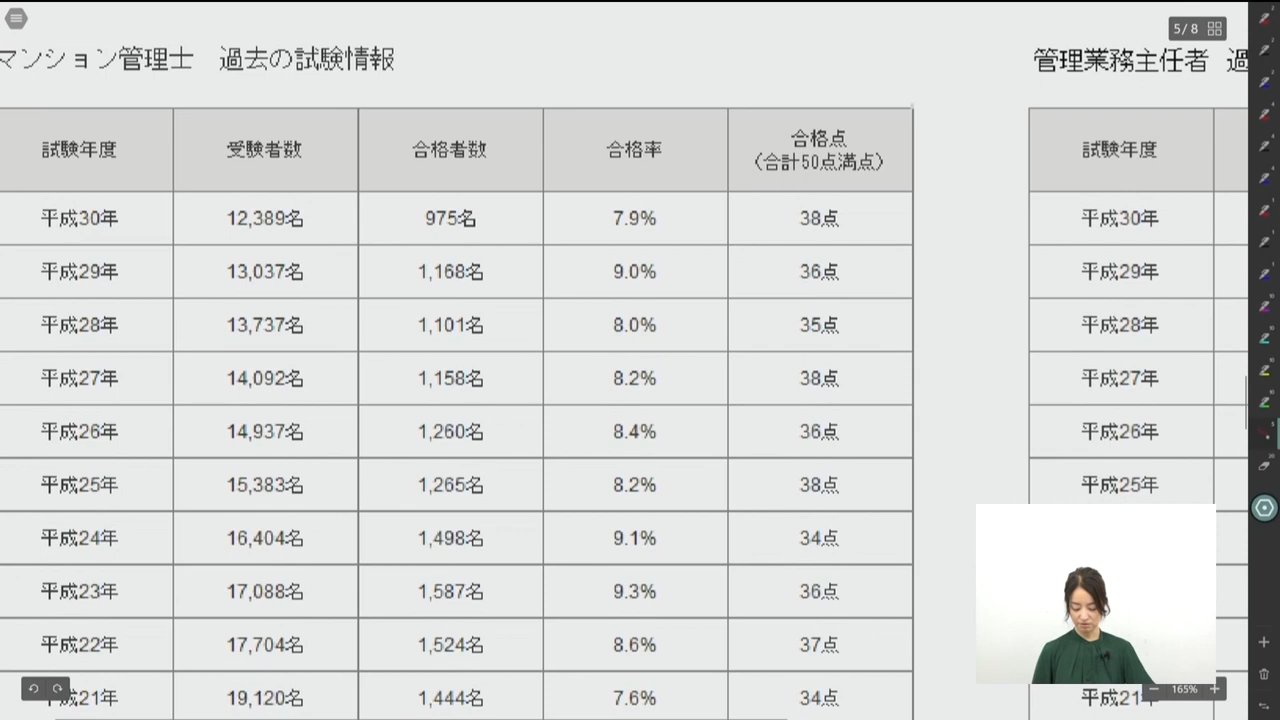 5/8
マンション管理士　過去の試験情報
試験年度 受験者数 合格者数 合格率 合格点（合計50点満点）
平成30年 12,389名 975名 7.9% 38点
平成29年 13,037名 1,168名 9.0% 36点
平成28年 13,737名 1,101名 8.0% 35点
平成27年 14,092名 1,158名 8.2% 38点
平成26年 14,937名 1,260名 8.4% 36点
平成25年 15,383名 1,265名 8.2% 38点
平成24年 16,404名 1,498名 9.1% 34点
平成23年 17,088名 1,587名 9.3% 36点
平成22年 17,704名 1,524名 8.6% 37点
成21年 19,120名 1,444名 7.6% 34点
管理業務主任者　過
試験年度
平成30年
平成29年
平成28年
平成27年
平成26年
平成25年
平成21
165%